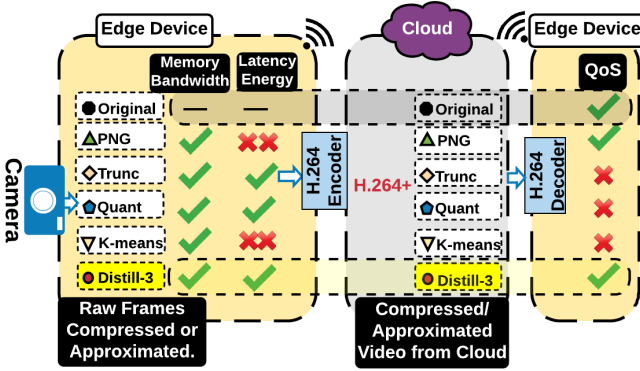 Edge Device
Cloud
Edge Device
Memory
Bandwidth
Latency
Energy
QoS
Camera
Original
PNG
Trunc
Quant
K-means
Distill-3
H.264
Encoder
H.264+
Original
PNG
Trunc
Quant
K-means
Distill-3
H.264
Decoder
Raw Frames
Compressed or
Approximated.
Compressed/
Approximated
Video from Cloud